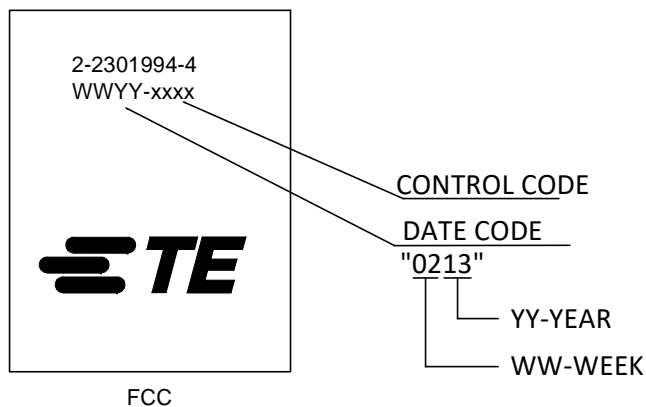 2-2301994-4
WWYY-xxxx
CONTROL CODE
DATE CODE
"0213"
TE
YY-YEAR
WW-WEEK
FCC